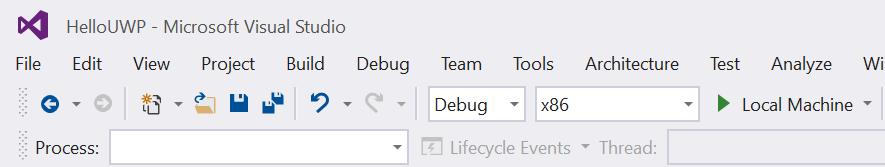 HelloUWP - Microsoft Visual Studio
File Edit View Project Build Debug Team Tools Architecture Test Analyze Wi
Debug x86 Local Machine
Process: Lifecycle Events Thread: